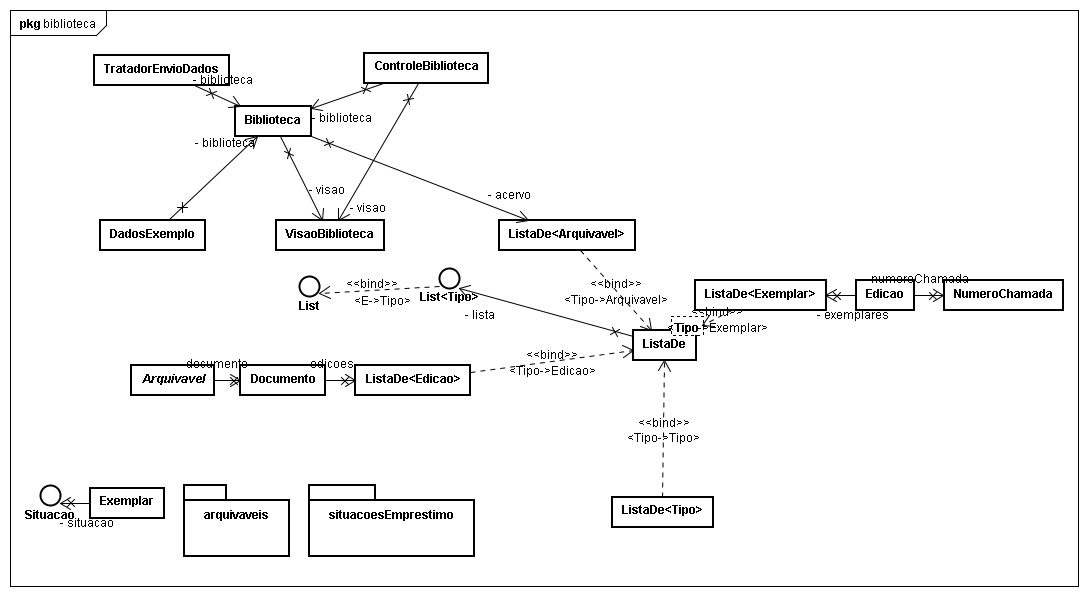 pkg biblioteca
TratadorEnvioDados
ControleBiblioteca
- biblioteca
Biblioteca
- biblioteca
- biblioteca
- visao
- acervo
- visao
DadosExemplo
VisaoBiblioteca
ListaDe<Arquivavel>
<<bind>>
<Tipo->Arquivavel>
<<bind>>
<E->Tipo>
List
List<Tipo>
- lista
ListaDe<Exemplar>
numeroChamada
Edicao
NumeroChamada
- exemplares
<<bind>>
<Tipo->Exemplar>
Tipo
ListaDe
<<bind>>
<Tipo->Edicao>
documento
edicoes
Arquivavel
Documento
ListaDe<Edicao>
<<bind>>
<Tipo->Tipo>
Situacao
- situacao
Exemplar
arquivaveis
situacoesEmprestimo
ListaDe<Tipo>